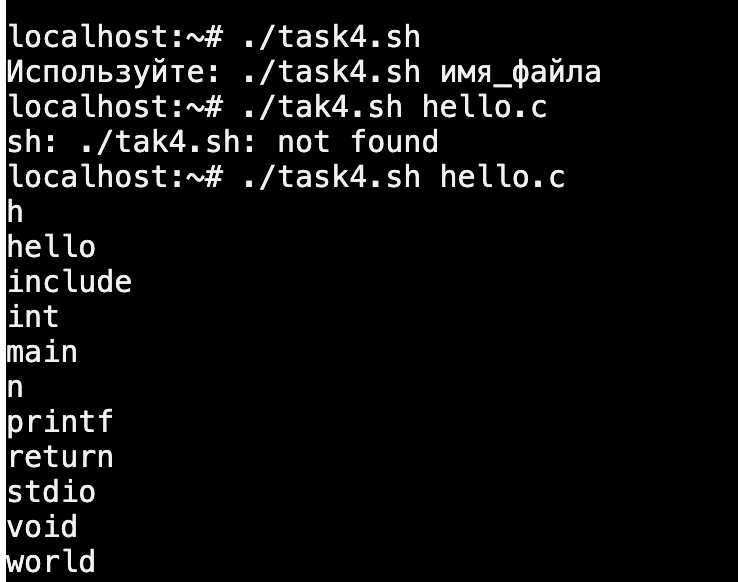 localhost:~# ./task4.sh
Используйте: ./task4.sh имя_файла
localhost:~# ./tak4.sh hello.c
sh: ./tak4.sh: not found
localhost:~# ./task4.sh hello.c
h
hello
include
int
main
n
printf
return
stdio
void
world